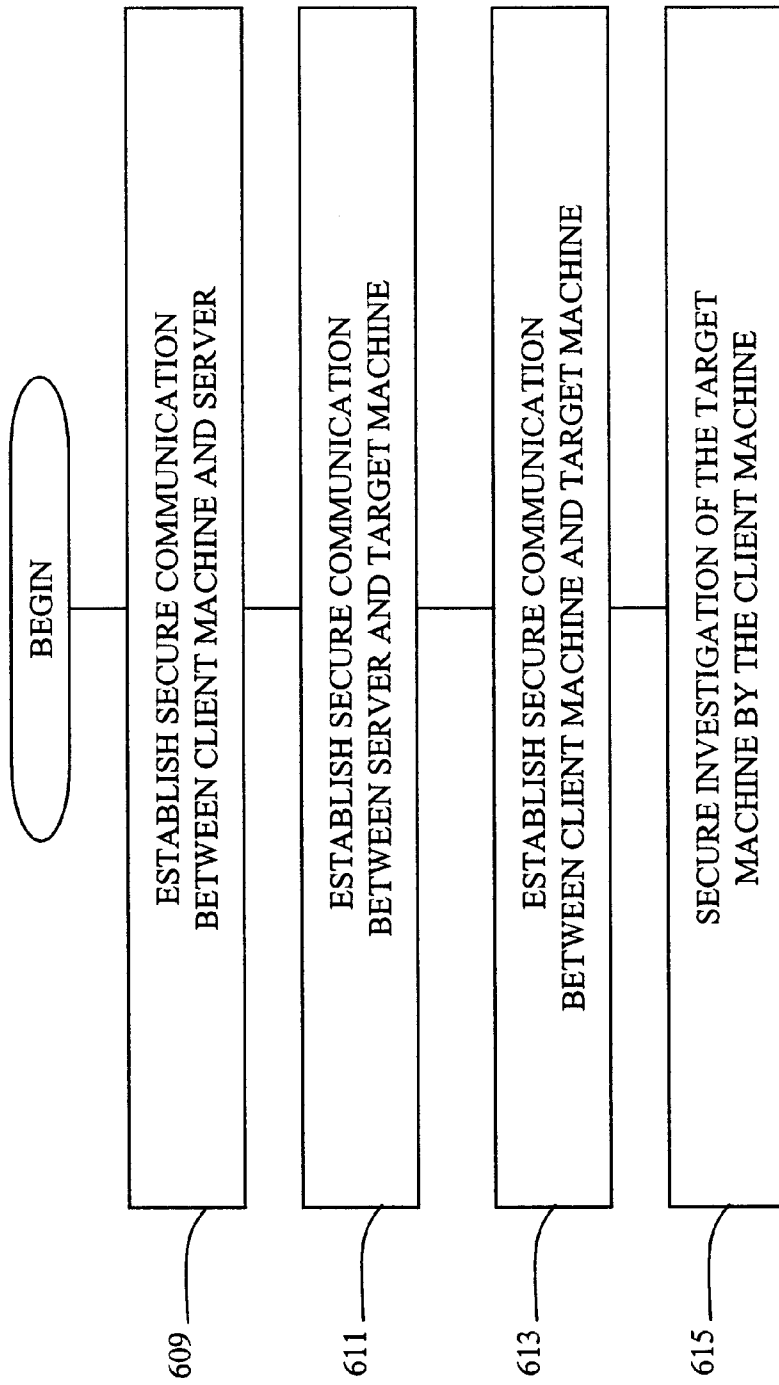 BEGIN
609
ESTABLISH SECURE COMMUNICATION
BETWEEN CLIENT MACHINE AND SERVER
611
ESTABLISH SECURE COMMUNICATION
BETWEEN SERVER AND TARGET MACHINE
613
ESTABLISH SECURE COMMUNICATION
BETWEEN CLIENT MACHINE AND TARGET MACHINE
615
SECURE INVESTIGATION OF THE TARGET
MACHINE BY THE CLIENT MACHINE